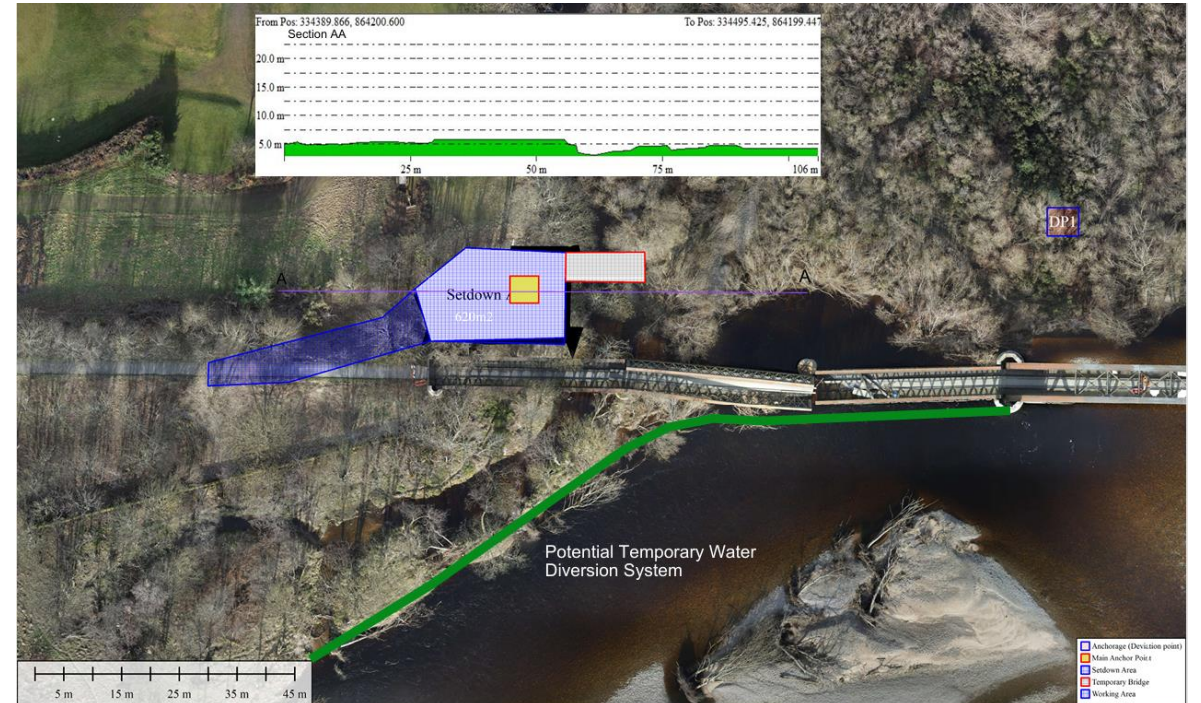 From Pos: 334389.866, 864200.600 To Pos: 334495.425, 864199.447
Section AA
20.0 m
15.0 m
10.0 m
5.0 m
25 m 50 m 75 m 106 m
DP1
A A
Setdown A
620m2
Potential Temporary Water
Diversion System
5 m 15 m 25 m 35 m 45 m
Anchorage (Deviation point)
Main Anchor Point
Setdown Area
Temporary Bridge
Working Area